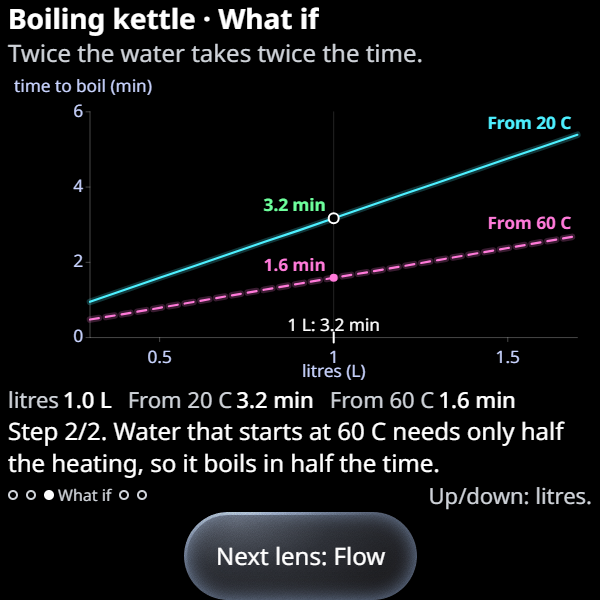 Boiling kettle · What if
Twice the water takes twice the time.
time to boil (min)
6
From 20 C
4
3.2 min
From 60 C
2
1.6 min
1 L: 3.2 min
0
0.5
1
1.5
litres (L)
litres 1.0 L From 20 C 3.2 min From 60 C 1.6 min
Step 2/2. Water that starts at 60 C needs only half
the heating, so it boils in half the time.
What if
Up/down: litres.
Next lens: Flow